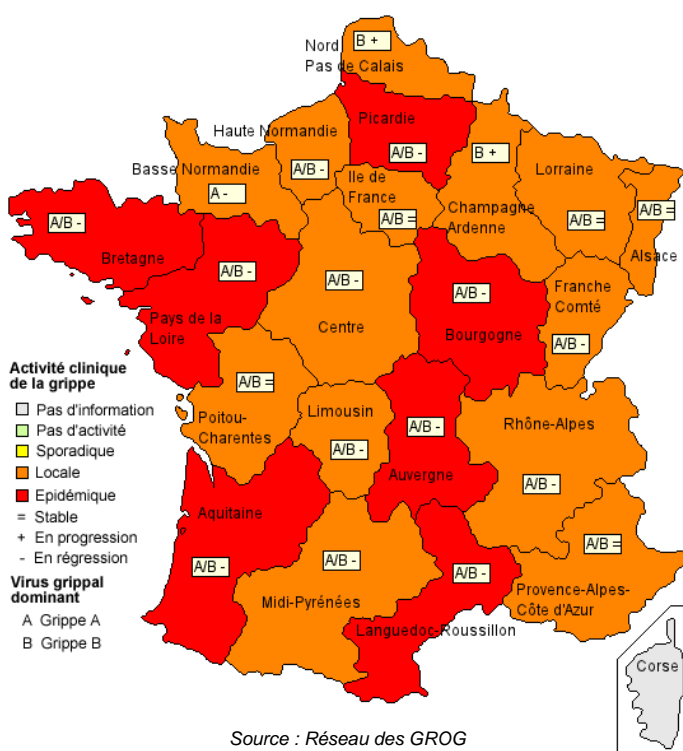 Nord
B +
Pas de Calais
Haute Normandie
Picardie
A/B -
A/B -
B +
Lorraine
Basse Normandie
A -
Ile de
France
A/B =
Champagne
Ardenne
A/B =
A/B =
Alsace
A/B -
Bretagne
A/B -
Pays de la
Loire
A/B -
Centre
A/B -
Bourgogne
Franche
Comté
A/B -
A/B =
Poitou-
Charentes
Limousin
A/B -
A/B -
Auvergne
Rhône-Alpes
A/B -
Aquitaine
A/B -
A/B -
Midi-Pyrénées
A/B -
Languedoc-Roussillon
A/B =
Provence-Alpes-
Côte d'Azur
Corse
Activité clinique
de la grippe
Pas d'information
Pas d'activité
Sporadique
Locale
Epidémique
= Stable
+ En progression
- En régression
Virus grippal
dominant
A Grippe A
B Grippe B
Source : Réseau des GROG